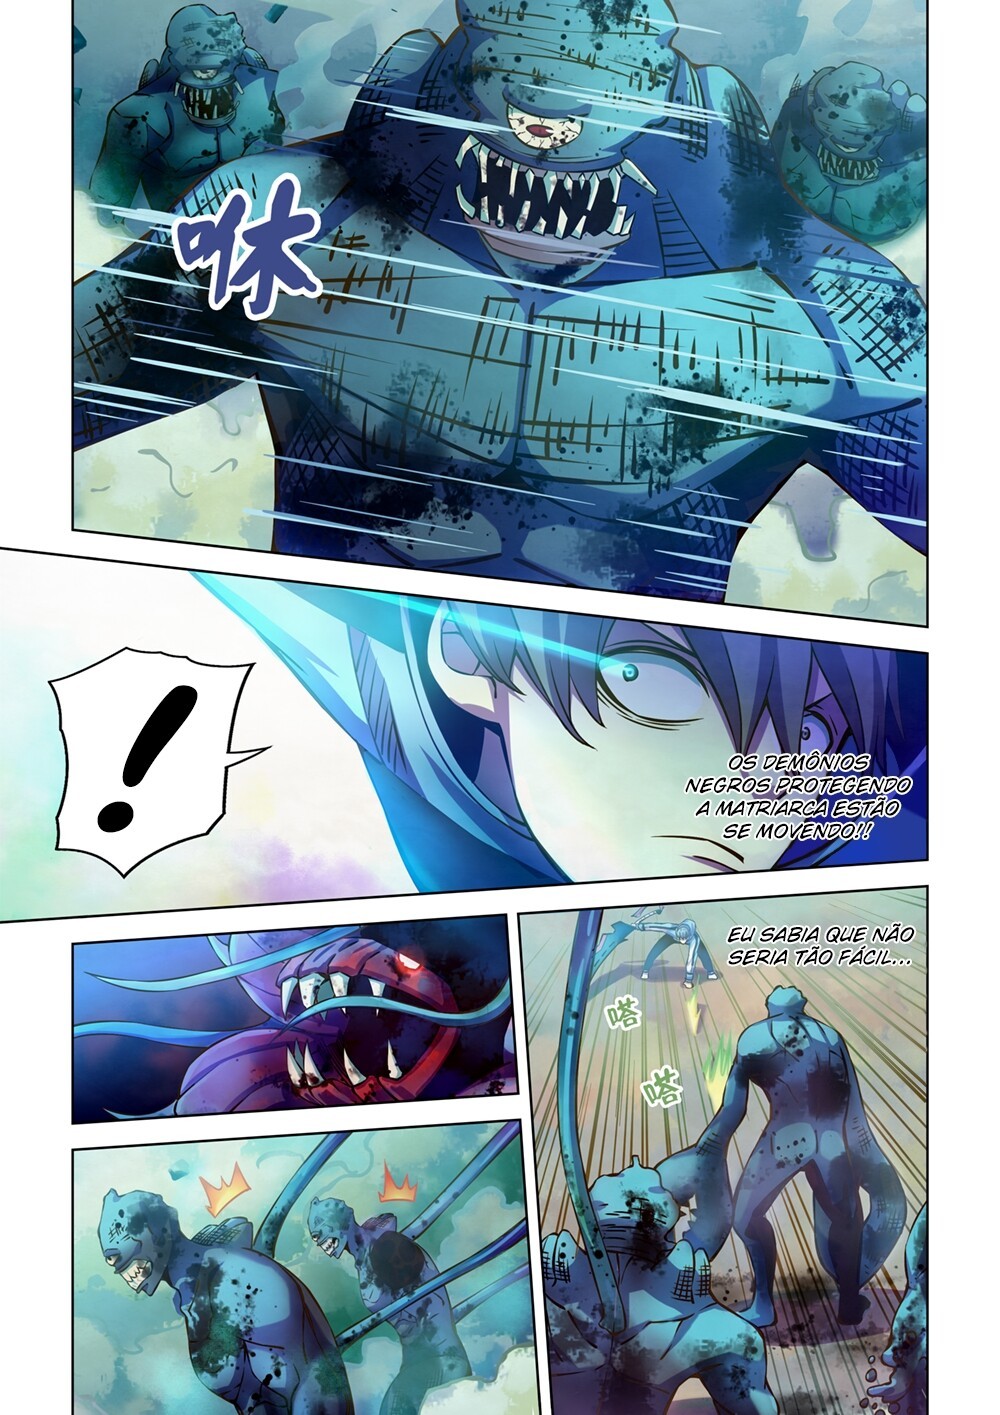 咻
!
OS DEMÔNIOS
NEGROS PROTEGENDO
A MATRIARCA ESTÃO
SE MOVENDO!!
EU SABIA QUE NÃO
SERIA TÃO FÁCIL...
嗒
嗒